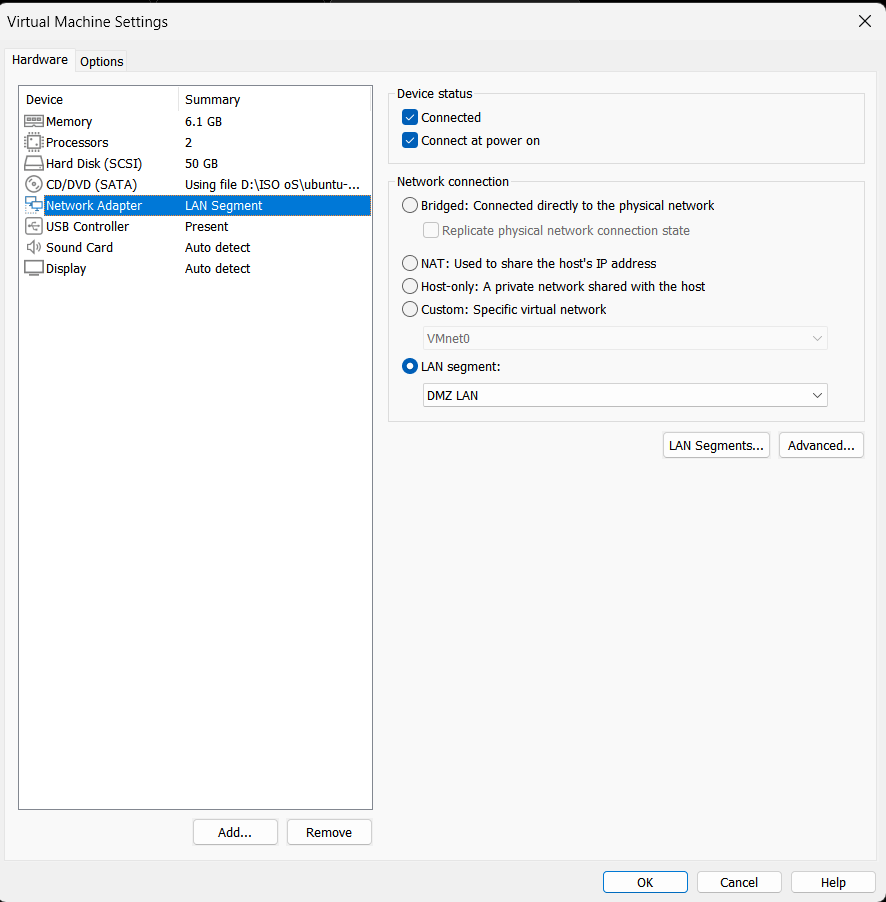 Virtual Machine Settings
Hardware
Options
Device Summary
Memory 6.1 GB
Processors 2
Hard Disk (SCSI) 50 GB
CD/DVD (SATA) Using file D:\ISO oS\ubuntu-...
Network Adapter LAN Segment
USB Controller Present
Sound Card Auto detect
Display Auto detect
Add...
Remove
Device status
Connected
Connect at power on
Network connection
Bridged: Connected directly to the physical network
Replicate physical network connection state
NAT: Used to share the host's IP address
Host-only: A private network shared with the host
Custom: Specific virtual network
VMnet0
LAN segment:
DMZ LAN
LAN Segments...
Advanced...
OK
Cancel
Help